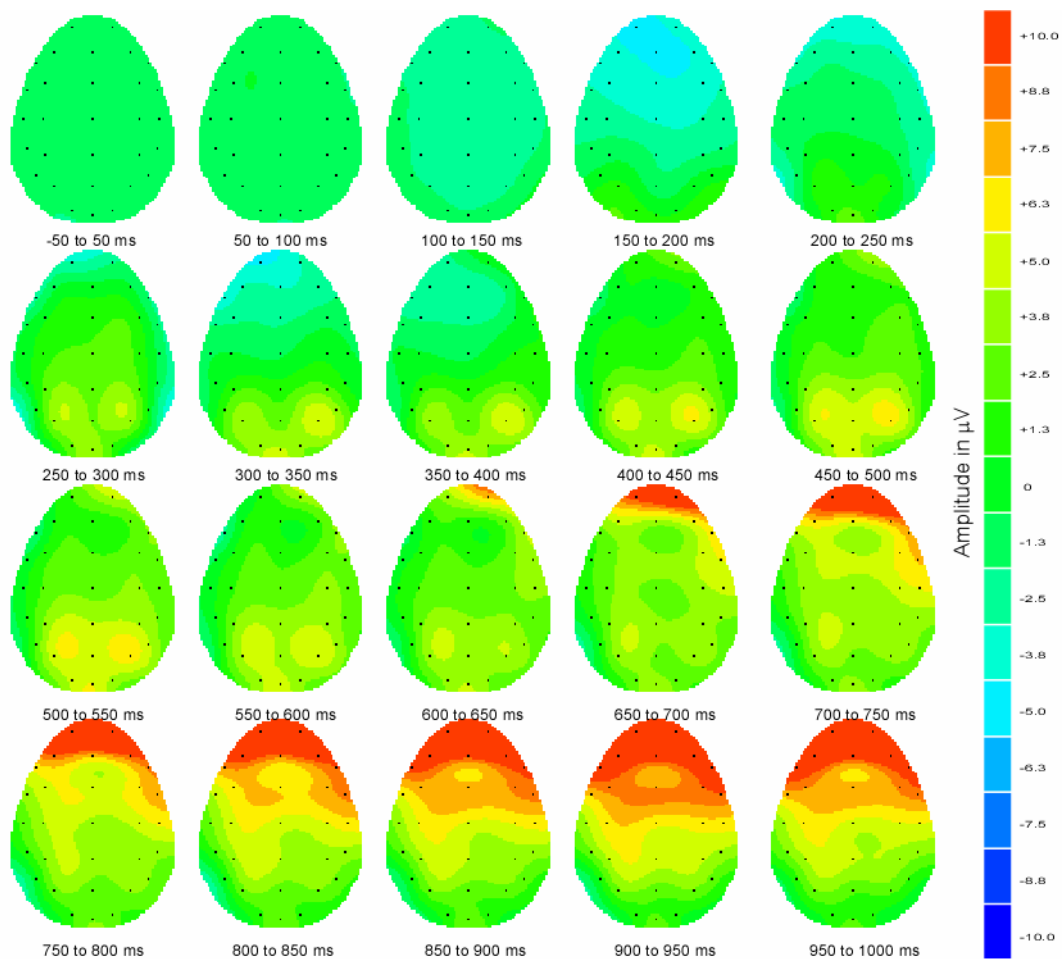 -50 to 50 ms
50 to 100 ms
100 to 150 ms
150 to 200 ms
200 to 250 ms
250 to 300 ms
300 to 350 ms
350 to 400 ms
400 to 450 ms
450 to 500 ms
500 to 550 ms
550 to 600 ms
600 to 650 ms
650 to 700 ms
700 to 750 ms
750 to 800 ms
800 to 850 ms
850 to 900 ms
900 to 950 ms
950 to 1000 ms
Amplitude in µV
+10.0
+8.8
+7.5
+6.3
+5.0
+3.8
+2.5
+1.3
0
-1.3
-2.5
-3.8
-5.0
-6.3
-7.5
-8.8
-10.0